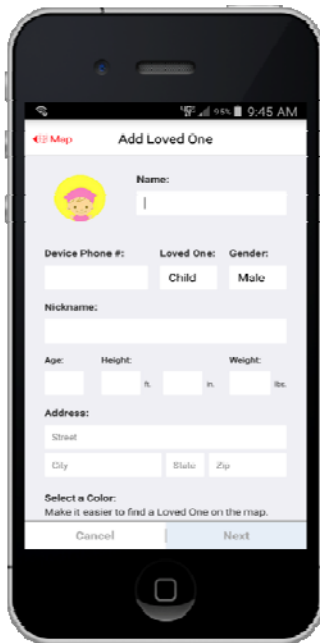 95% 9:45 AM
Map Add Loved One
Name:
Device Phone #: Loved One: Gender:
Child Male
Nickname:
Age: Height: Weight:
ft. in. lbs.
Address:
Street
City State Zip
Select a Color:
Make it easier to find a Loved One on the map.
Cancel Next